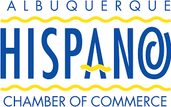 ALBUQUERQUE
HISPANO
CHAMBER OF COMMERCE